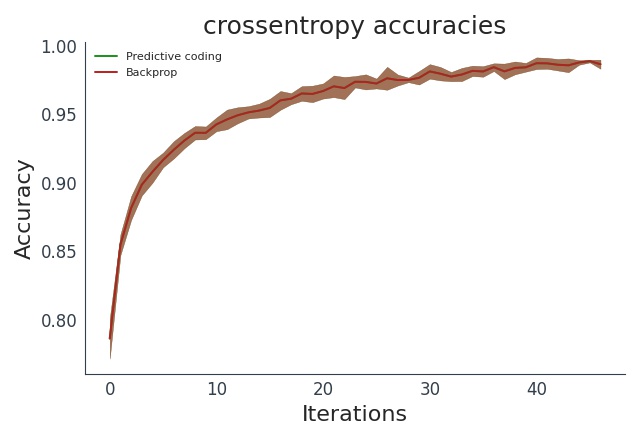 crossentropy accuracies
Predictive coding
Backprop
1.00
0.95
0.90
0.85
0.80
Accuracy
0 10 20 30 40
Iterations